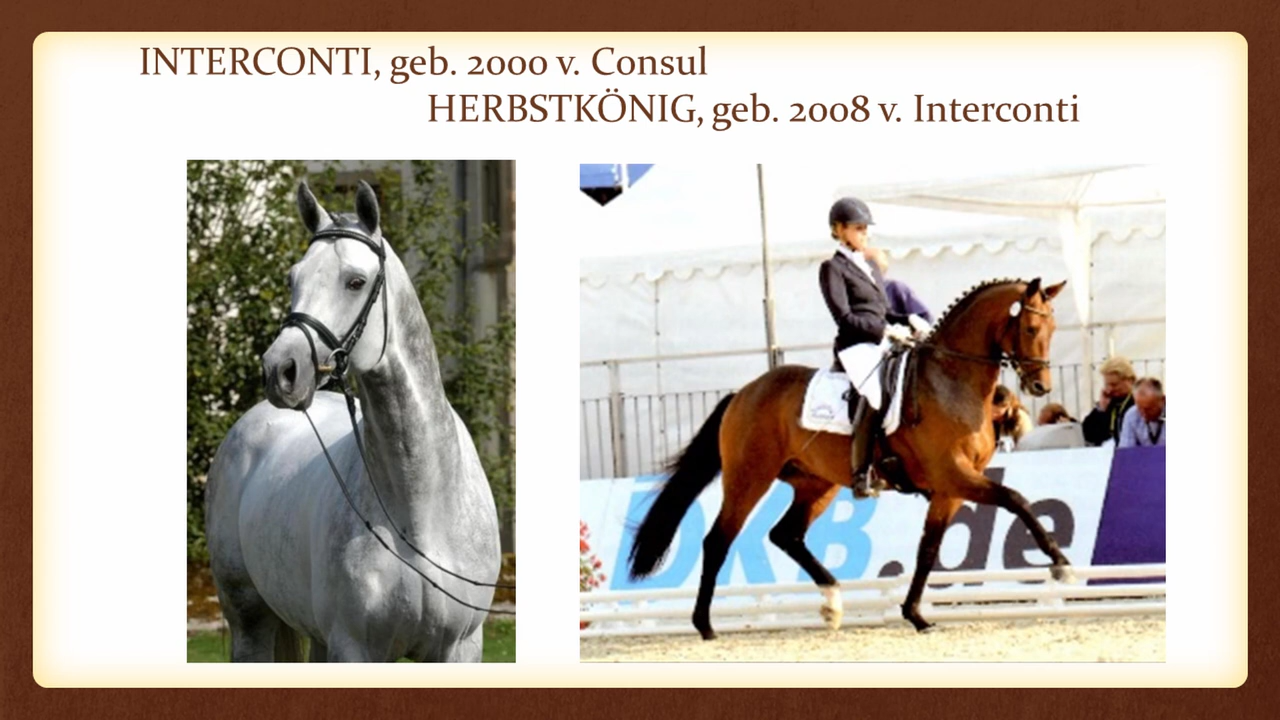 INTERCONTI, geb. 2000 v. Consul
HERBSTKÖNIG, geb. 2008 v. Interconti
DKB.de